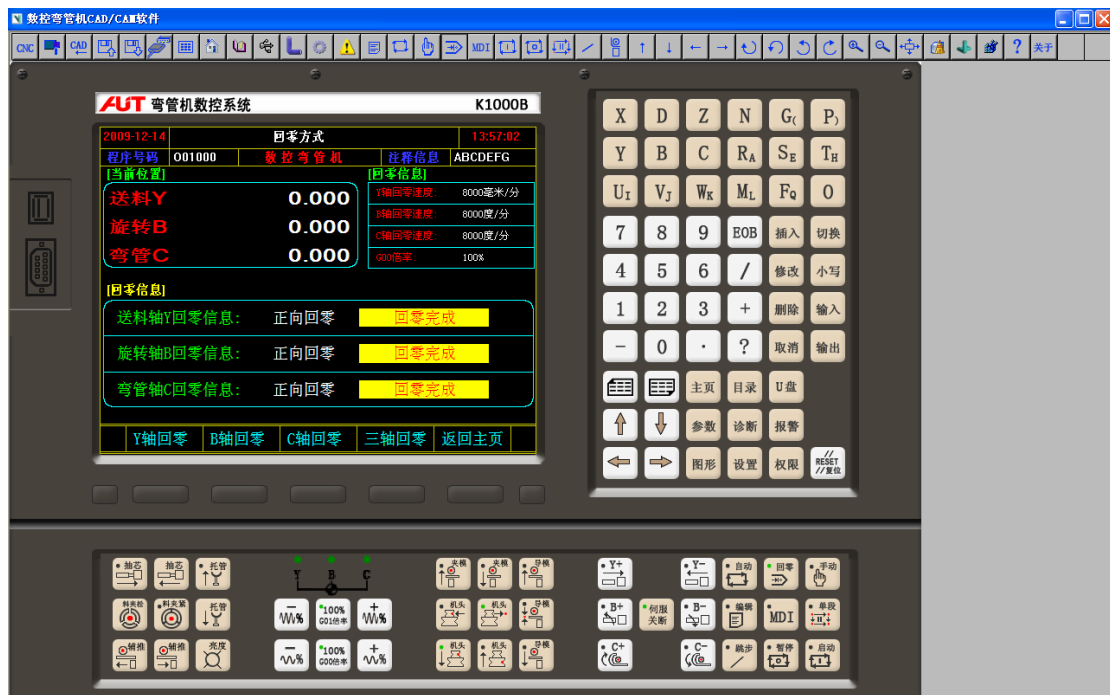 数控弯管机CAD/CAM软件
CNC CAD MDI ? 关于
AUT 弯管机数控系统 K1000B
2009-12-14 回零方式 13:57:02
程序号码 O01000 数控弯管机 注释信息 ABCDEFG
[当前位置] [回零信息]
送料Y 0.000
旋转B 0.000
弯管C 0.000
Y轴回零速度: 8000毫米/分
B轴回零速度: 8000度/分
C轴回零速度: 8000度/分
G00倍率: 100%
[回零信息]
送料轴Y回零信息: 正向回零 回零完成
旋转轴B回零信息: 正向回零 回零完成
弯管轴C回零信息: 正向回零 回零完成
Y轴回零 B轴回零 C轴回零 三轴回零 返回主页
X D Z N G( P)
Y B C RA SE TH
UI VJ WK ML FQ O
7 8 9 EOB 插入 切换
4 5 6 / 修改 小写
1 2 3 + 删除 输入
- 0 · ? 取消 输出
主页 目录 U盘
参数 诊断 报警
图形 设置 权限 // RESET //复位
抽芯 抽芯 托管 Y B C 夹模 夹模 导模 Y+ Y- 自动 回零 手动
料夹松 料夹紧 托管 -% 100% G01倍率 +% 机头 机头 导模 B+ 伺服关断 B- 编辑 MDI 单段
辅推 辅推 亮度 -% 100% G00倍率 +% 机头 机头 导模 C+ C- 跳步 暂停 启动